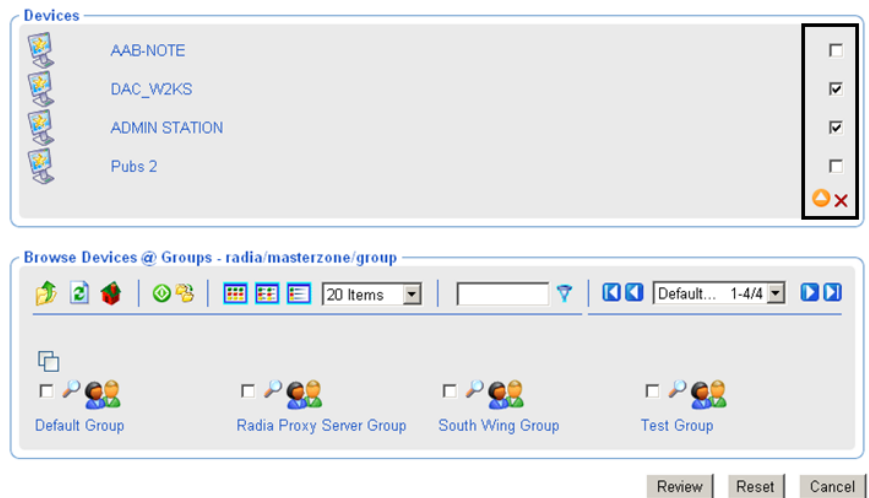 Devices
AAB-NOTE
DAC_W2KS
ADMIN STATION
Pubs 2
Browse Devices @ Groups - radia/masterzone/group
20 Items Default... 1-4/4
Default Group Radia Proxy Server Group South Wing Group Test Group
Review Reset Cancel